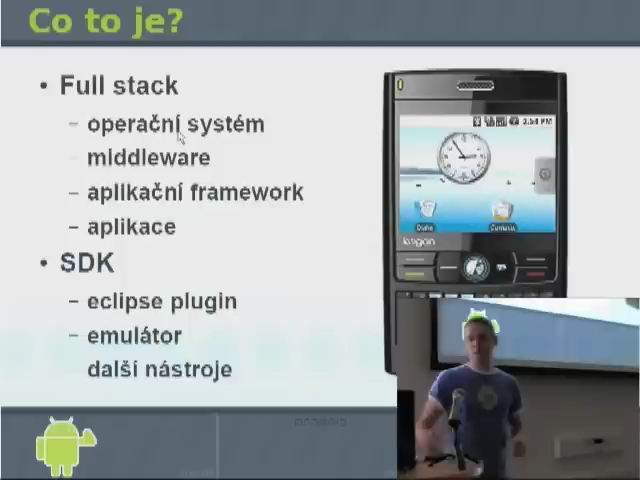 Co to je?
• Full stack
– operační systém
– middleware
– aplikační framework
– aplikace
• SDK
– eclipse plugin
– emulátor
další nástroje